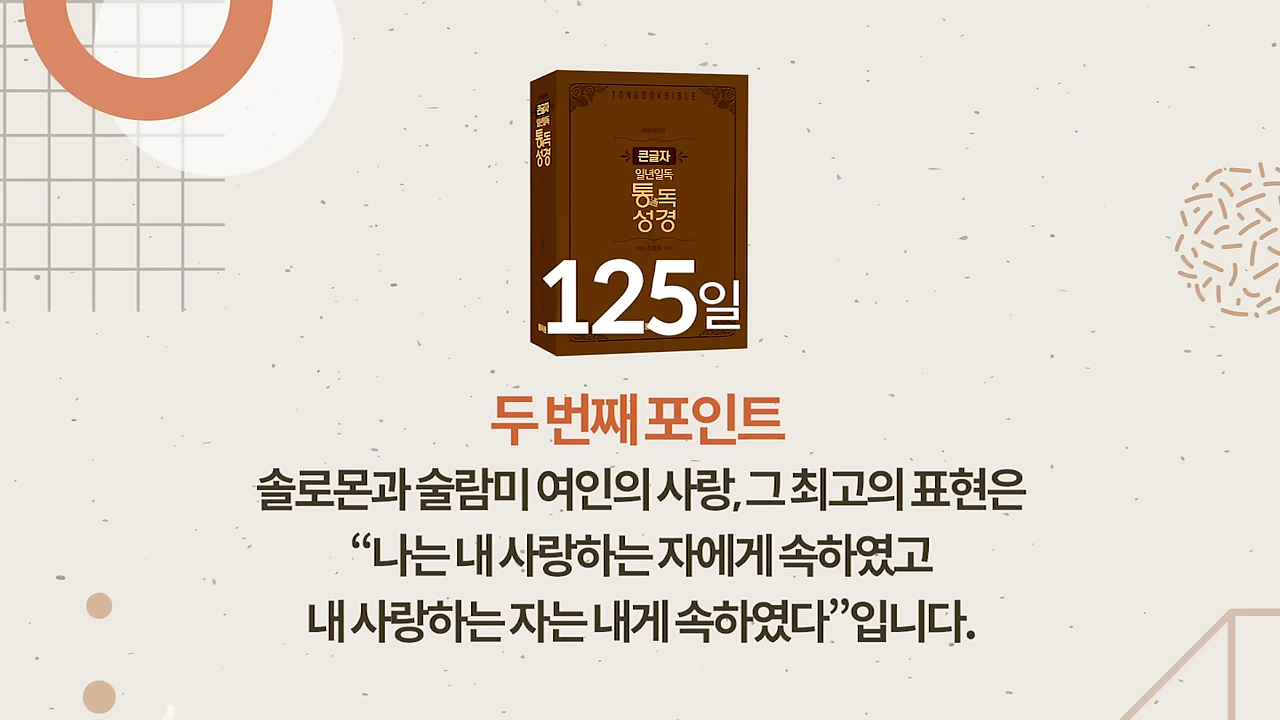 TONGDOKBIBLE
큰글자
일년일독
통독
성경
큰글자
일년일독
통독
성경
125일
두 번째 포인트
솔로몬과 술람미 여인의 사랑, 그 최고의 표현은
“나는 내 사랑하는 자에게 속하였고
내 사랑하는 자는 내게 속하였다”입니다.